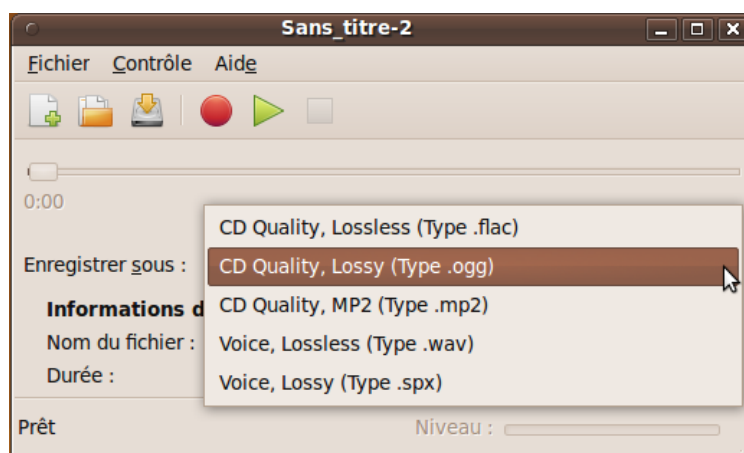 Sans_titre-2
Fichier Contrôle Aide
0:00
CD Quality, Lossless (Type .flac)
Enregistrer sous : CD Quality, Lossy (Type .ogg)
Informations d CD Quality, MP2 (Type .mp2)
Nom du fichier : Voice, Lossless (Type .wav)
Durée : Voice, Lossy (Type .spx)
Prêt Niveau :